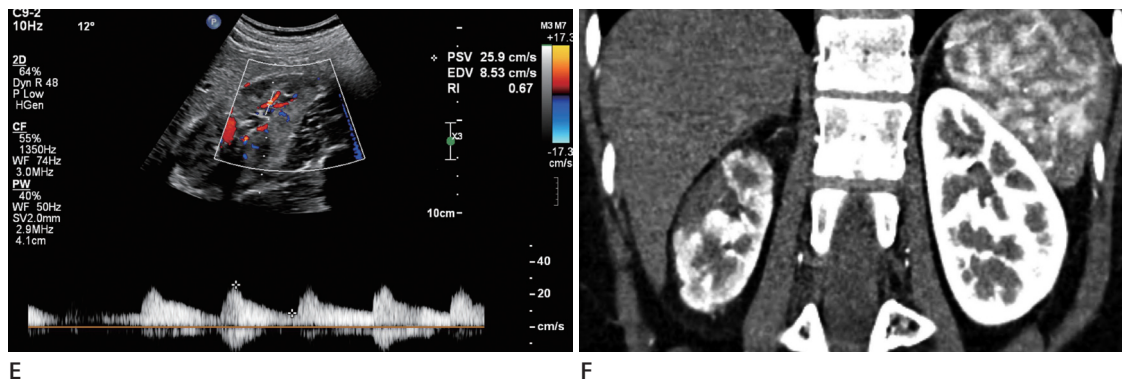 C9-2
10Hz
12°
P
M3 M7
+17.3
-17.3
cm/s
PSV 25.9 cm/s
EDV 8.53 cm/s
RI 0.67
2D
64%
Dyn R 48
P Low
HGen
CF
55%
1350Hz
WF 74Hz
3.0MHz
PW
40%
WF 50Hz
SV2.0mm
2.9MHz
4.1cm
X3
10cm
40
20
cm/s
E
F